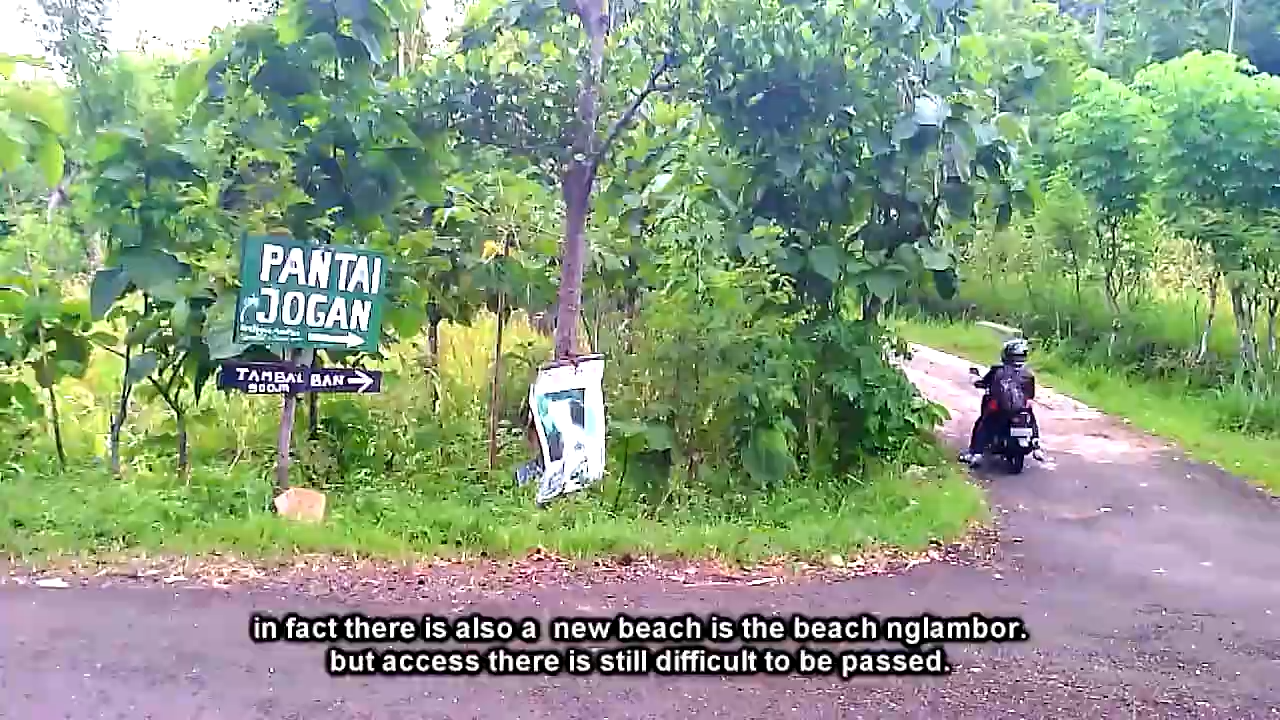 PANTAI
JOGAN
TAMBAL BAN
900M
in fact there is also a  new beach is the beach nglambor.
but access there is still difficult to be passed.